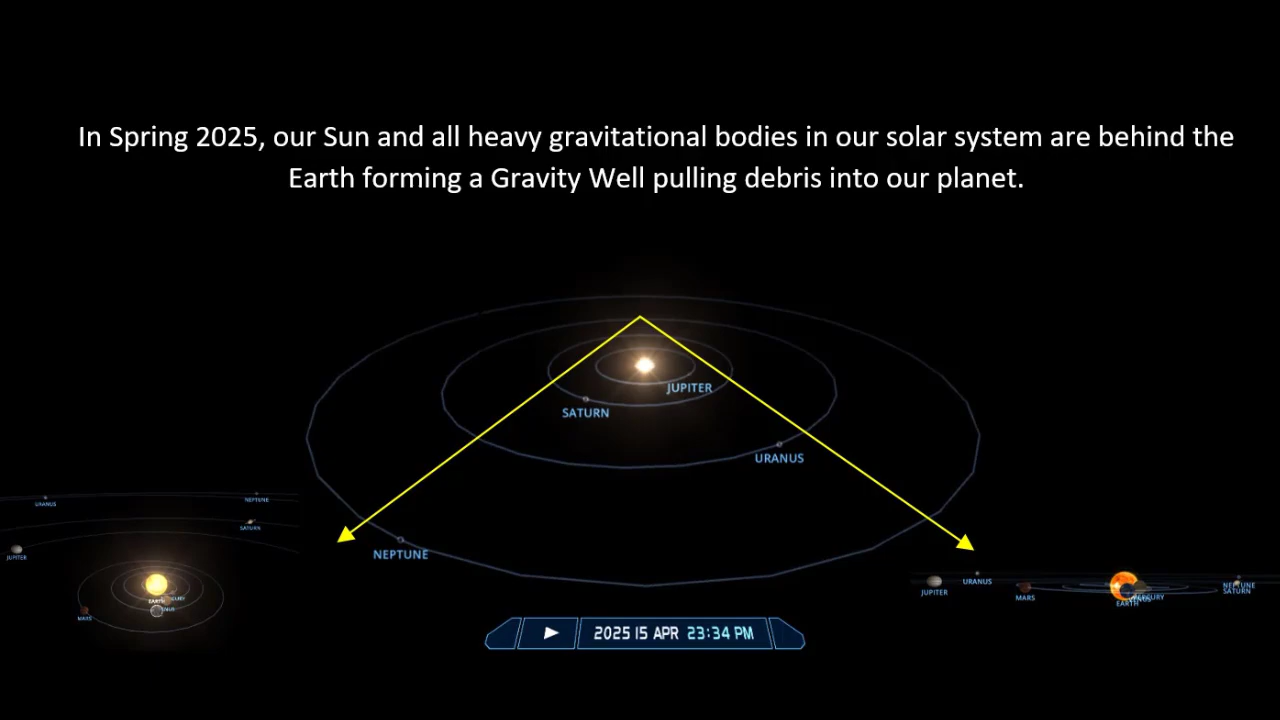 In Spring 2025, our Sun and all heavy gravitational bodies in our solar system are behind the
Earth forming a Gravity Well pulling debris into our planet.
JUPITER
SATURN
URANUS
NEPTUNE
URANUS
NEPTUNE
SATURN
JUPITER
EARTH
MARS
JUPITER
URANUS
MARS
EARTH
NEPTUNE
SATURN
2025 15 APR 23:34 PM